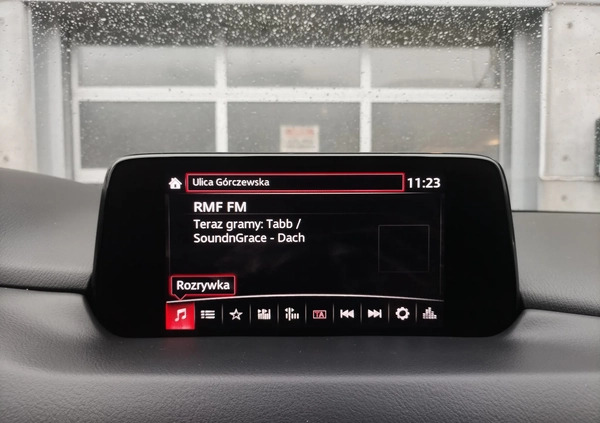 Ulica Górczewska 11:23
RMF FM
Teraz gramy: Tabb /
SoundnGrace - Dach
Rozrywka
TA